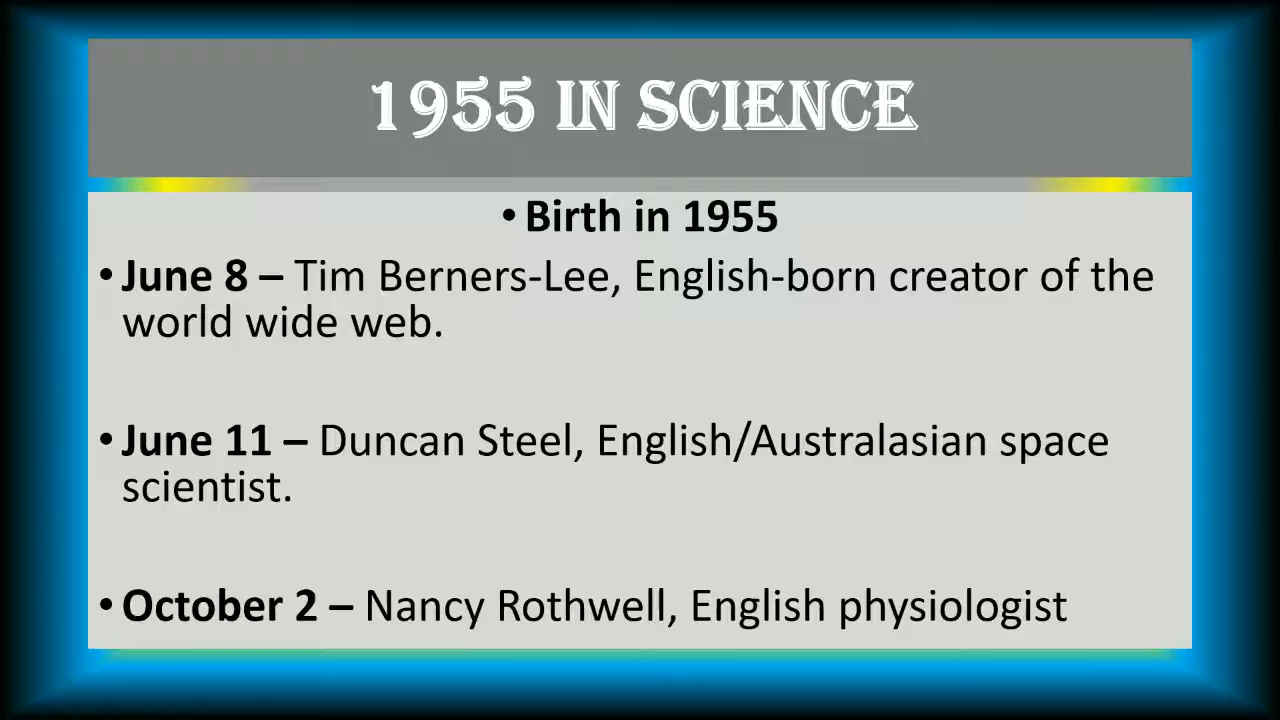 1955 IN SCIENCE
• Birth in 1955
• June 8 – Tim Berners-Lee, English-born creator of the
world wide web.
• June 11 – Duncan Steel, English/Australasian space
scientist.
• October 2 – Nancy Rothwell, English physiologist